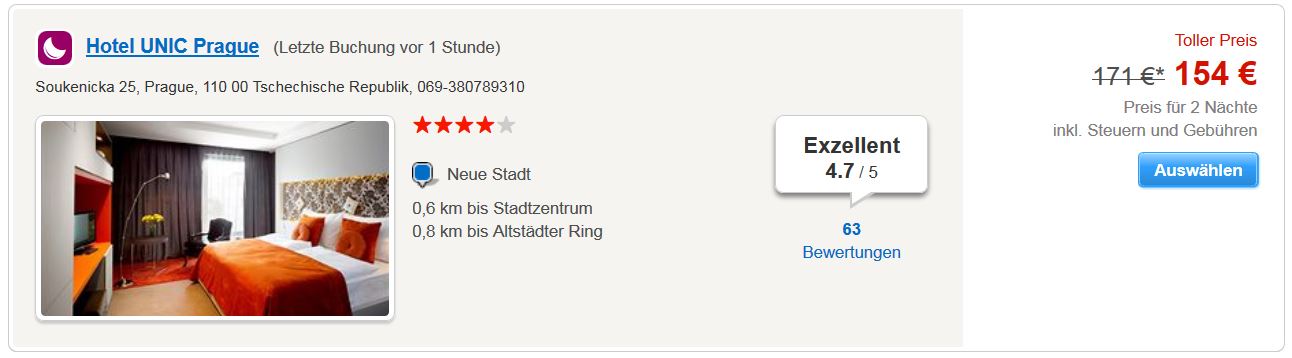 Hotel UNIC Prague (Letzte Buchung vor 1 Stunde)
Soukenicka 25, Prague, 110 00 Tschechische Republik, 069-380789310
Neue Stadt
0,6 km bis Stadtzentrum
0,8 km bis Altstädter Ring
Exzellent
4.7 / 5
63
Bewertungen
Toller Preis
171 €* 154 €
Preis für 2 Nächte
inkl. Steuern und Gebühren
Auswählen